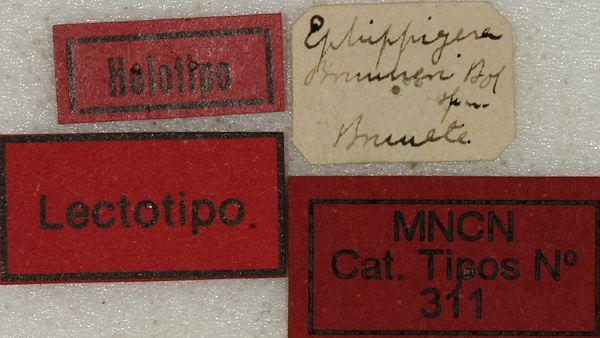 Holotipo
Ephippigera
Brunneri Bol
Brunete
Lectotipo
MNCN
Cat. Tipos Nº
311